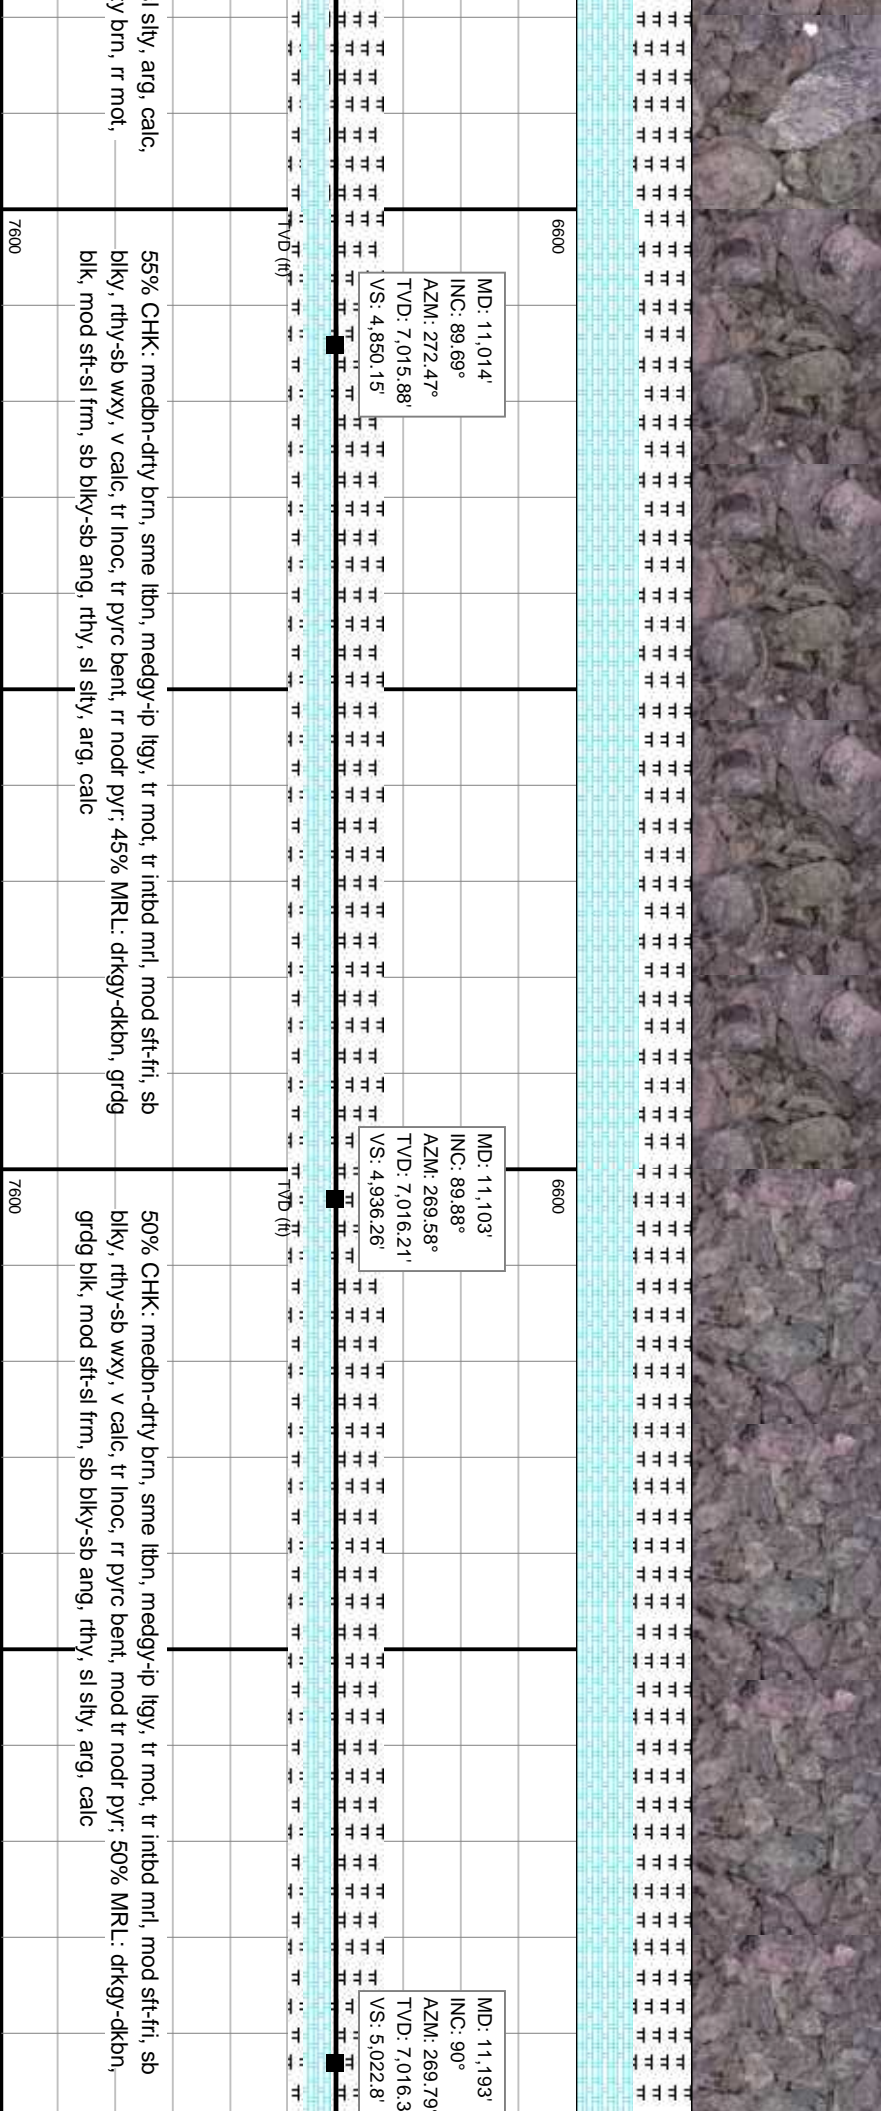 sl slty, arg, calc,
y brn, rr mot,
7600
TVD (ft)
6600
MD: 11,014'
INC: 89.69°
AZM: 272.47°
TVD: 7,015.88'
VS: 4,850.15'
55% CHK: medbn-drty brn, sme ltbn, medgy-ip ltgy, tr mot, tr intbd mrl, mod sft-fri, sb
blky, rthy-sb wxy, v calc, tr Inoc, tr pyrc bent, rr nodr pyr; 45% MRL: drkgy-dkbn, grdg
blk, mod sft-sl frm, sb blky-sb ang, rthy, sl slty, arg, calc
MD: 11,103'
INC: 89.88°
AZM: 269.58°
TVD: 7,016.21'
VS: 4,936.26'
7600
TVD (ft)
6600
50% CHK: medbn-drty brn, sme ltbn, medgy-ip ltgy, tr mot, tr intbd mrl, mod sft-fri, sb
blky, rthy-sb wxy, v calc, tr Inoc, rr pyrc bent, mod tr nodr pyr; 50% MRL: drkgy-dkbn,
grdg blk, mod sft-sl frm, sb blky-sb ang, rthy, sl slty, arg, calc
MD: 11,193'
INC: 90°
AZM: 269.79°
TVD: 7,016.3
VS: 5,022.8'